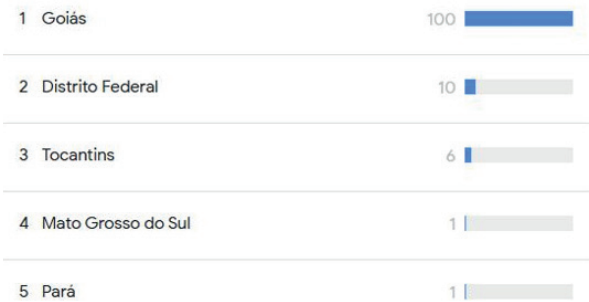 1 Goiás 100
2 Distrito Federal 10
3 Tocantins 6
4 Mato Grosso do Sul 1
5 Pará 1